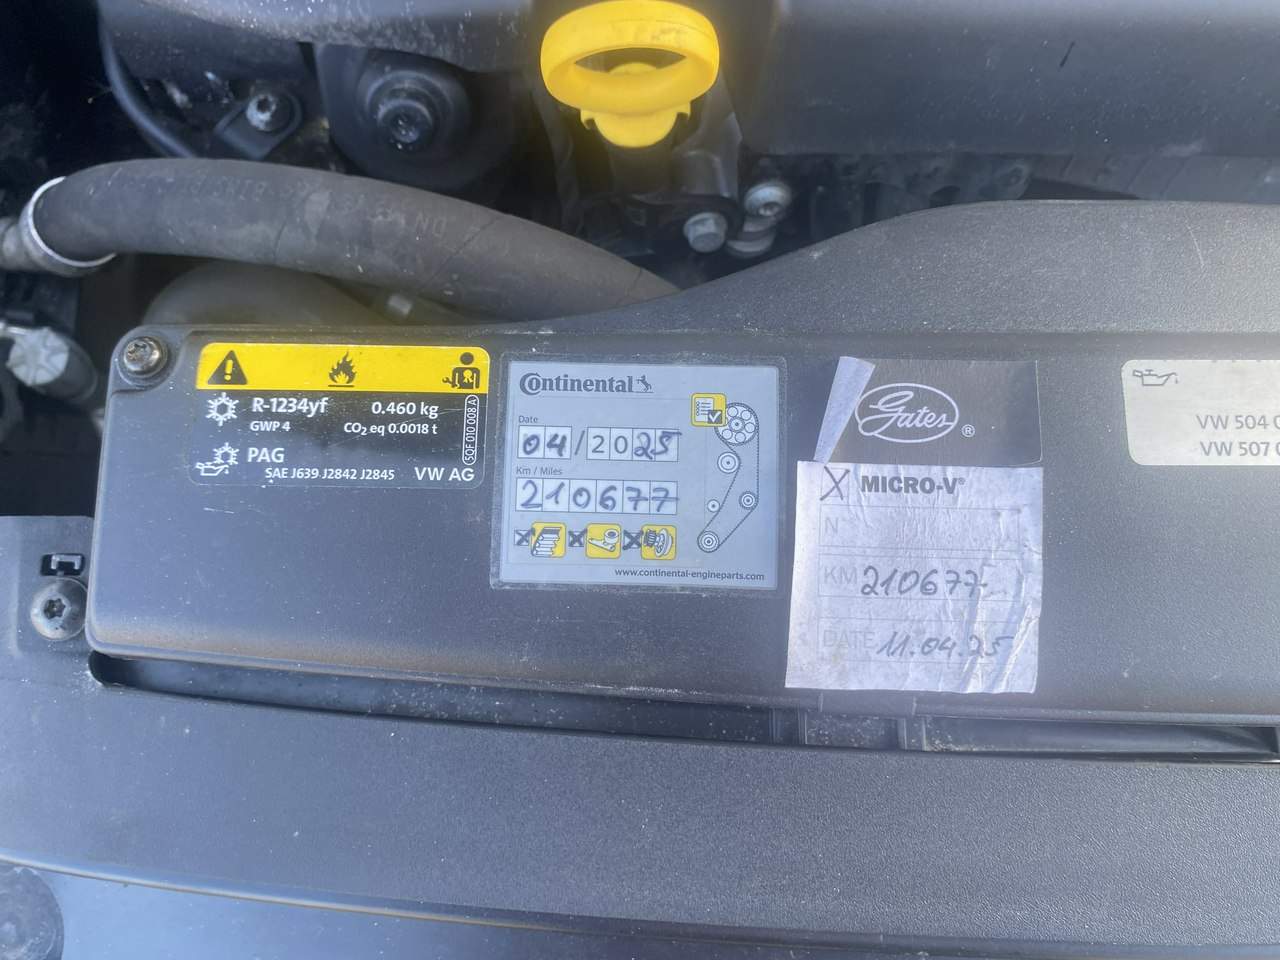 R-1234yf 0.460 kg
GWP 4 CO₂ eq 0.0018 t
PAG
SAE J639 J2842 J2845 VW AG
5QF 010 008 A
Continental
Date
04/2025
Km / Miles
210677
www.continental-engineparts.com
Gates®
X MICRO-V®
N
KM 210677
DATE 11.04.25
VW 504 0
VW 507 0